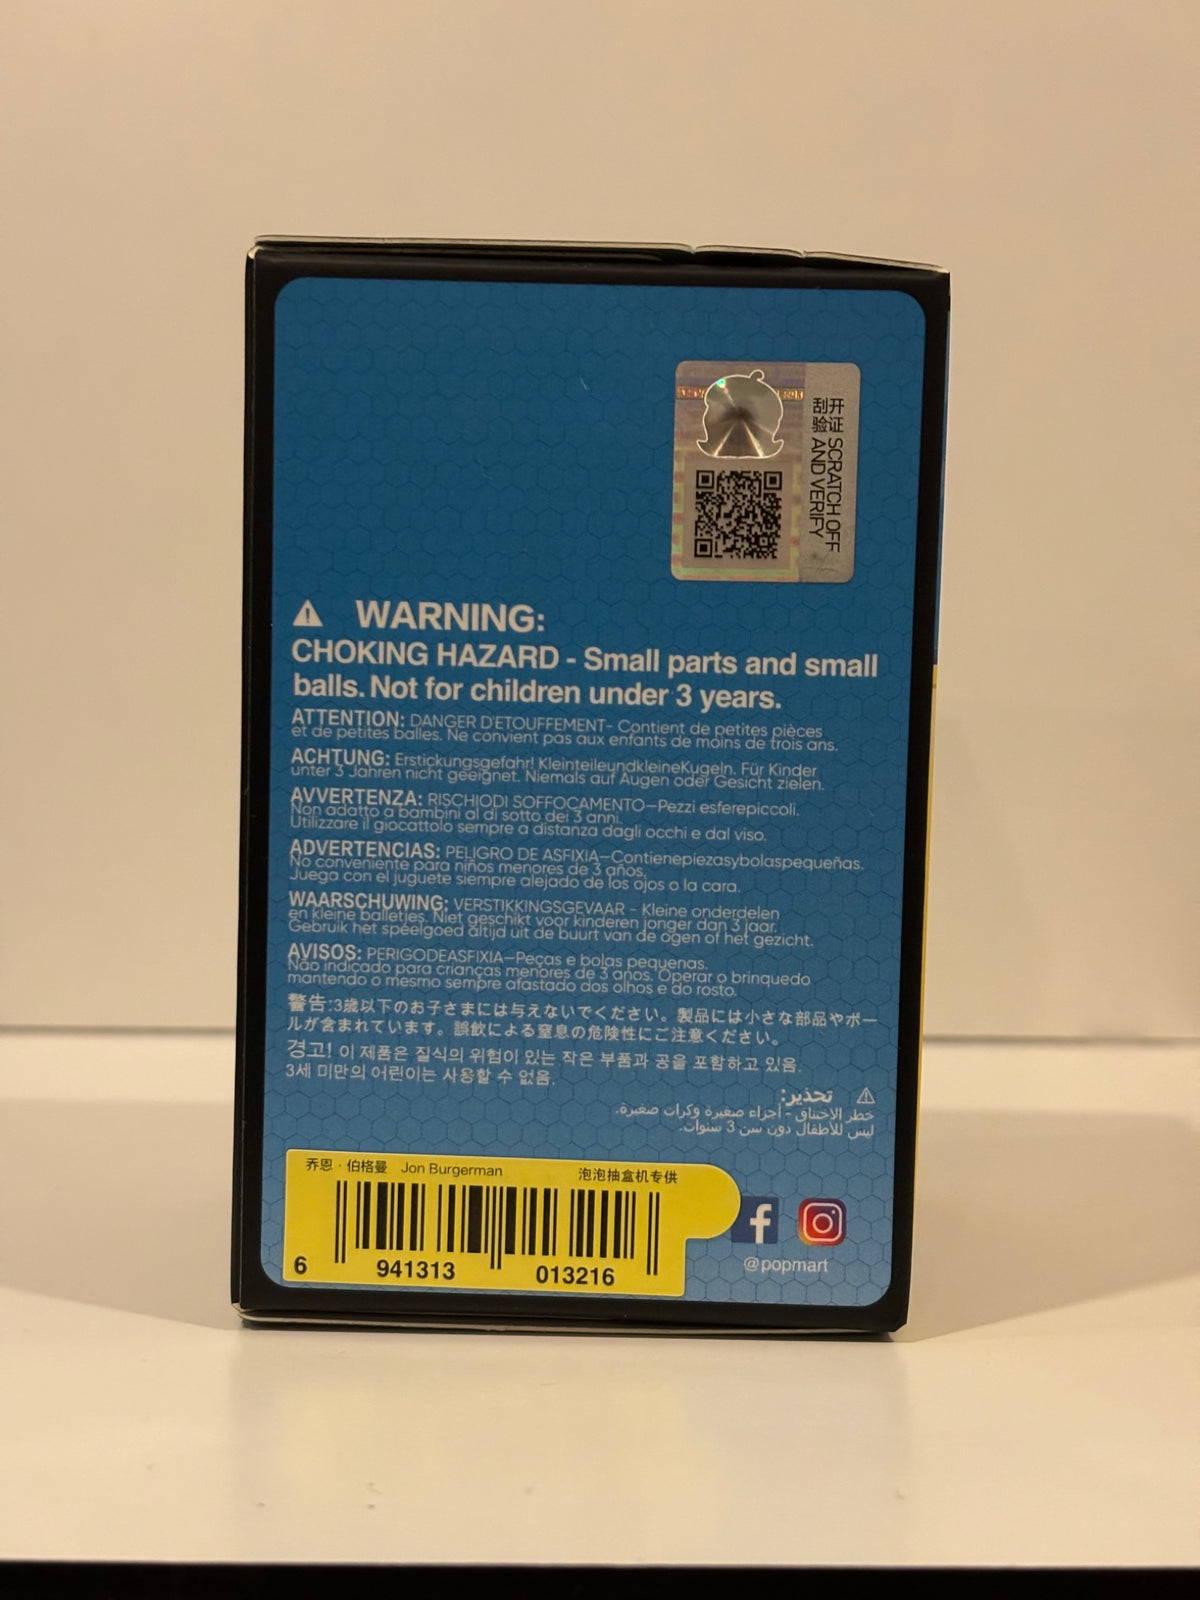 开证 SCRATCH OFF
刮验 AND VERIFY
WARNING:
CHOKING HAZARD - Small parts and small
balls. Not for children under 3 years.
ATTENTION: DANGER D'ETOUFFEMENT- Contient de petites pièces
et de petites balles. Ne convient pas aux enfants de moins de trois ans.
ACHTUNG: Erstickungsgefahr! KleinteileundkleineKugeln. Für Kinder
unter 3 Jahren nicht geeignet. Niemals auf Augen oder Gesicht zielen.
AVVERTENZA: RISCHIODI SOFFOCAMENTO—Pezzi esferepiccoli.
Non adatto a bambini al di sotto dei 3 anni.
Utilizzare il giocattolo sempre a distanza dagli occhi e dal viso.
ADVERTENCIAS: PELIGRO DE ASFIXIA—Contienepiezasybolaspequeñas.
No conveniente para niños menores de 3 años.
Juega con el juguete siempre alejado de los ojos o la cara.
WAARSCHUWING: VERSTIKKINGSGEVAAR - Kleine onderdelen
en kleine balletjes. Niet geschikt voor kinderen jonger dan 3 jaar.
Gebruik het speelgoed altijd uit de buurt van de ogen of het gezicht.
AVISOS: PERIGODEASFIXIA—Peças e bolas pequenas.
Não indicado para crianças menores de 3 anos. Operar o brinquedo
mantendo o mesmo sempre afastado dos olhos e do rosto.
警告:3歳以下のお子さまには与えないでください。製品には小さな部品やボー
ルが含まれています。誤飲による窒息の危険性にご注意ください。
경고! 이 제품은 질식의 위험이 있는 작은 부품과 공을 포함하고 있음.
3세 미만의 어린이는 사용할 수 없음.
تحذير:
خطر الاختناق - أجزاء صغيرة وكرات صغيرة.
ليس للأطفال دون سن 3 سنوات.
乔恩·伯格曼 Jon Burgerman 泡泡抽盒机专供
6 941313 013216
@popmart